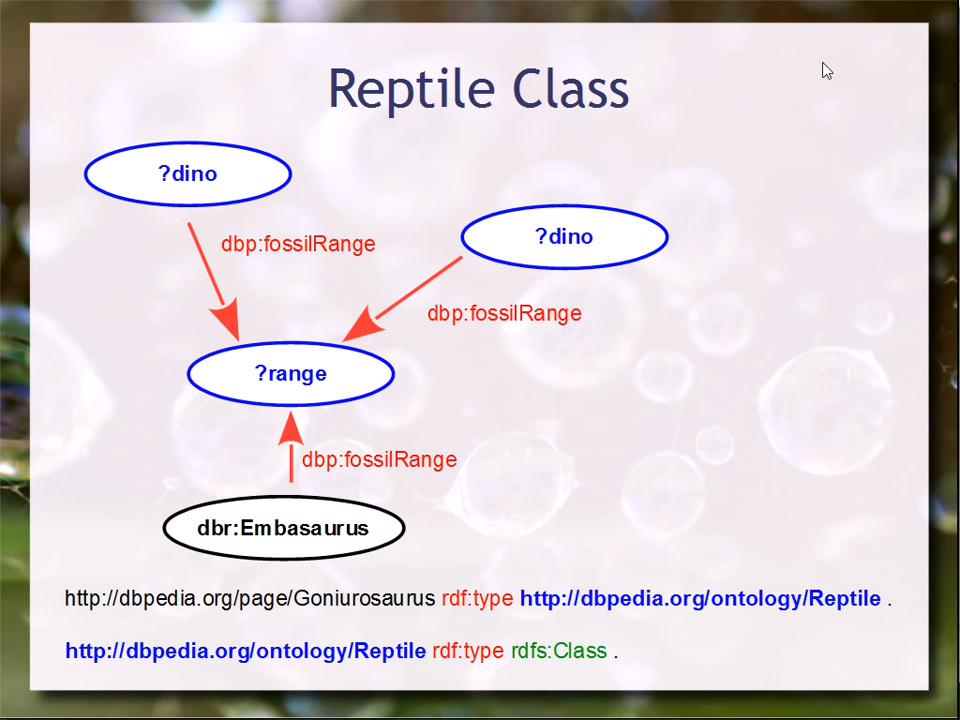 Reptile Class
?dino
?dino
dbp:fossilRange
dbp:fossilRange
?range
dbp:fossilRange
dbr:Embasaurus
http://dbpedia.org/page/Goniurosaurus rdf:type http://dbpedia.org/ontology/Reptile .
http://dbpedia.org/ontology/Reptile rdf:type rdfs:Class .